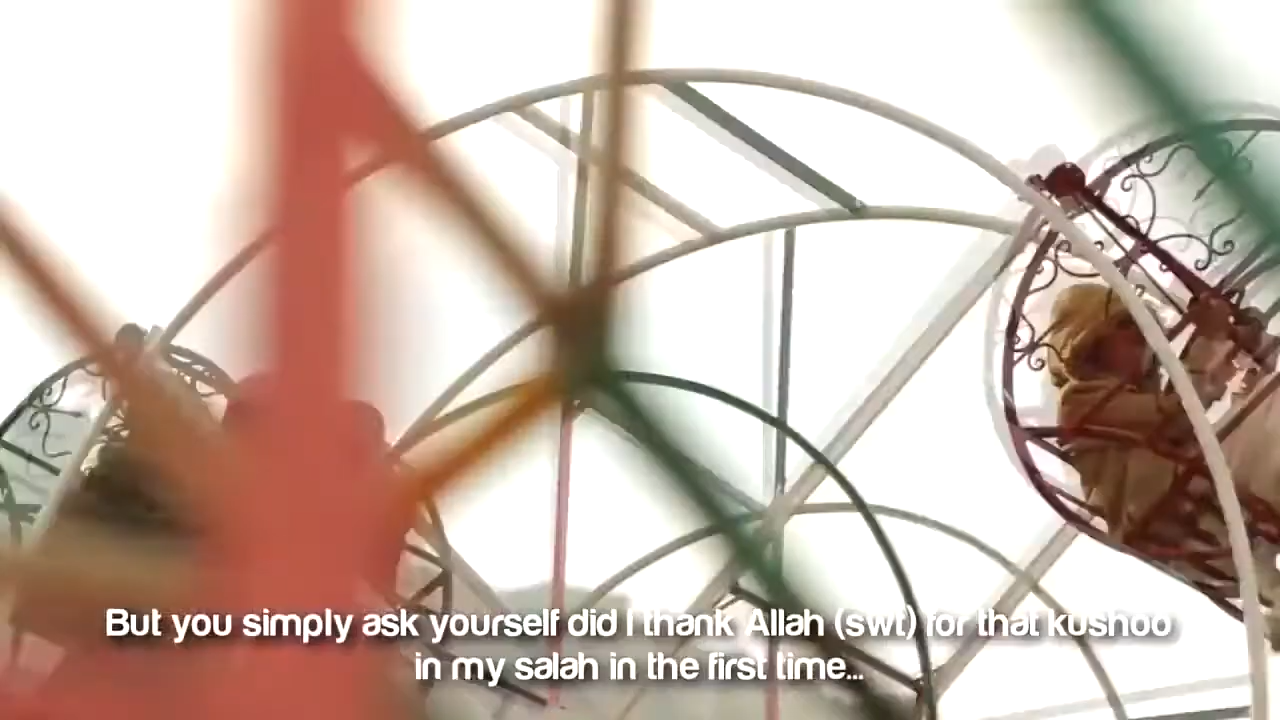 But you simply ask yourself did I thank Allah (swt) for that kushoo
in my salah in the first time...